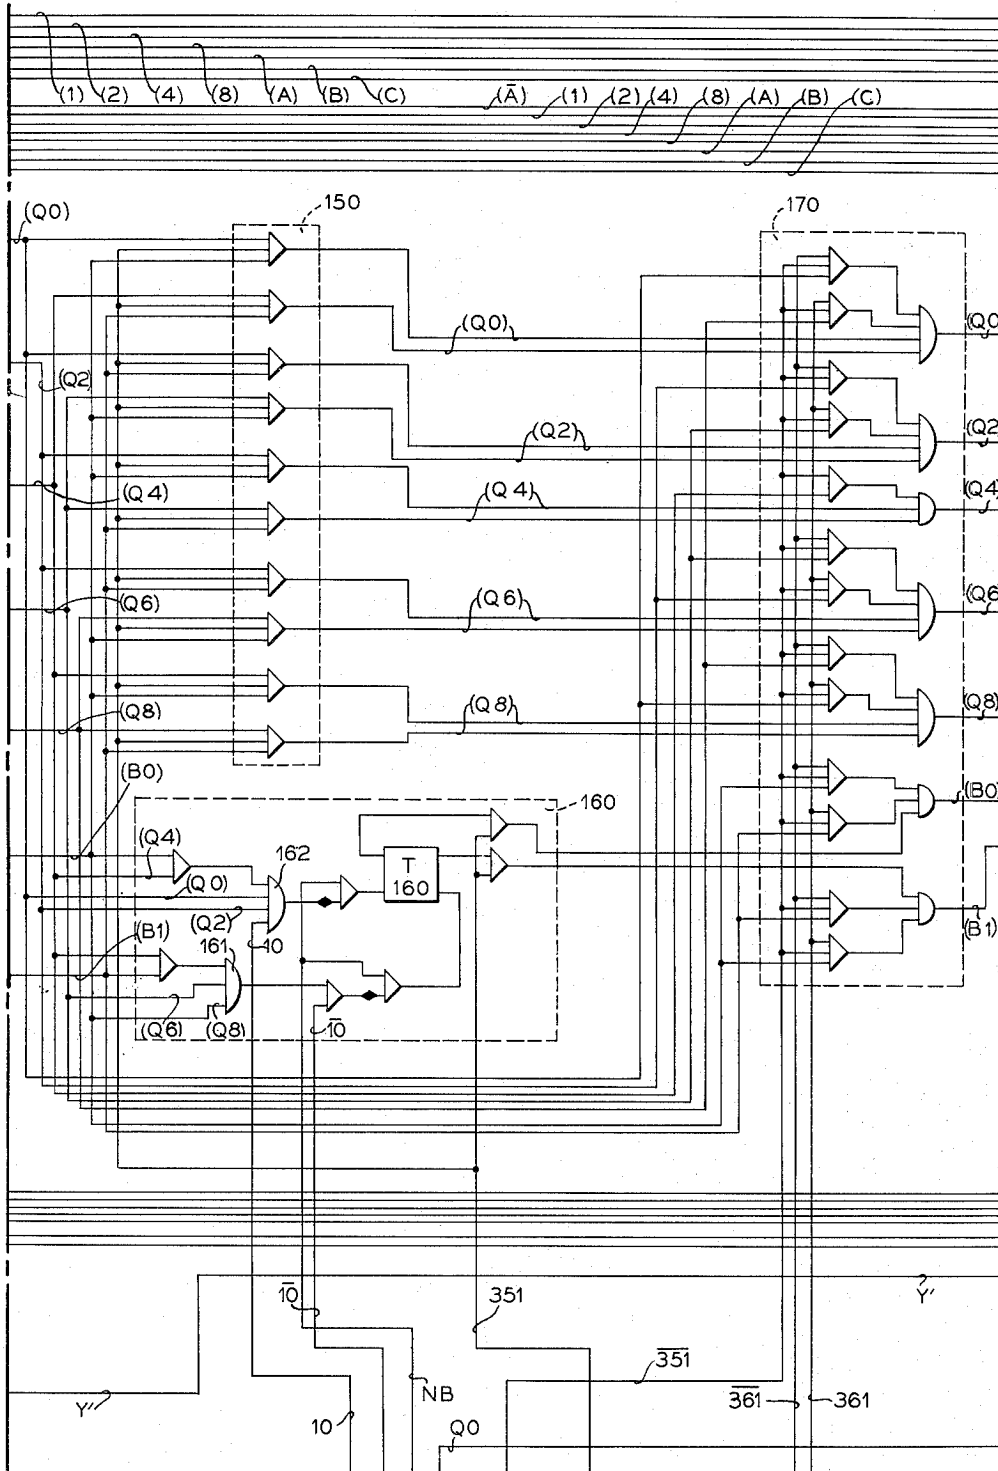 (1) (2) (4) (8) (A) (B) (C) (Ā) (1) (2) (4) (8) (A) (B) (C)
(Q0) 150 170
(Q0) (Q0)
(Q2)
(Q2) (Q2)
(Q4) (Q4) (Q4)
(Q6) (Q6) (Q6)
(Q8) (Q8) (Q8)
(B0) 160 (B0)
(Q4) 162 T
160
(Q0)
(Q2)
(B1) 161 10 (B1)
(Q6) (Q8) 1̅0̅
1̅0̅ 351 Y'
3̅5̅1̅
Y" 10 NB 3̅6̅1̅ 361
Q0